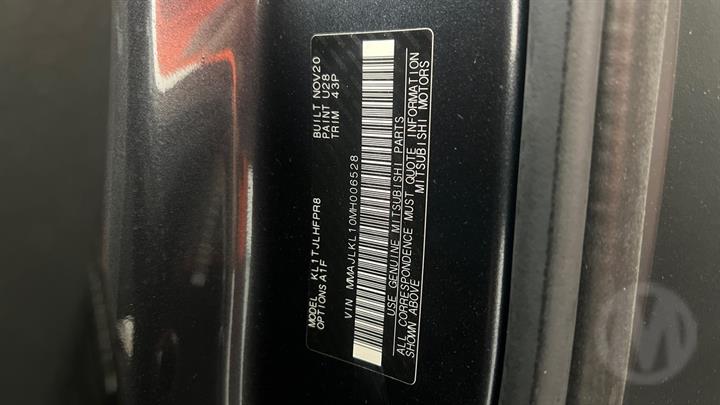 MODEL KL1TJLHFPR8 BUILT NOV20
OPTIONS A1F PAINT U28
TRIM 43P
VIN MMAJLKL10MH006528
USE GENUINE MITSUBISHI PARTS
ALL CORRESPONDENCE MUST QUOTE INFORMATION
SHOWN ABOVE MITSUBISHI MOTORS